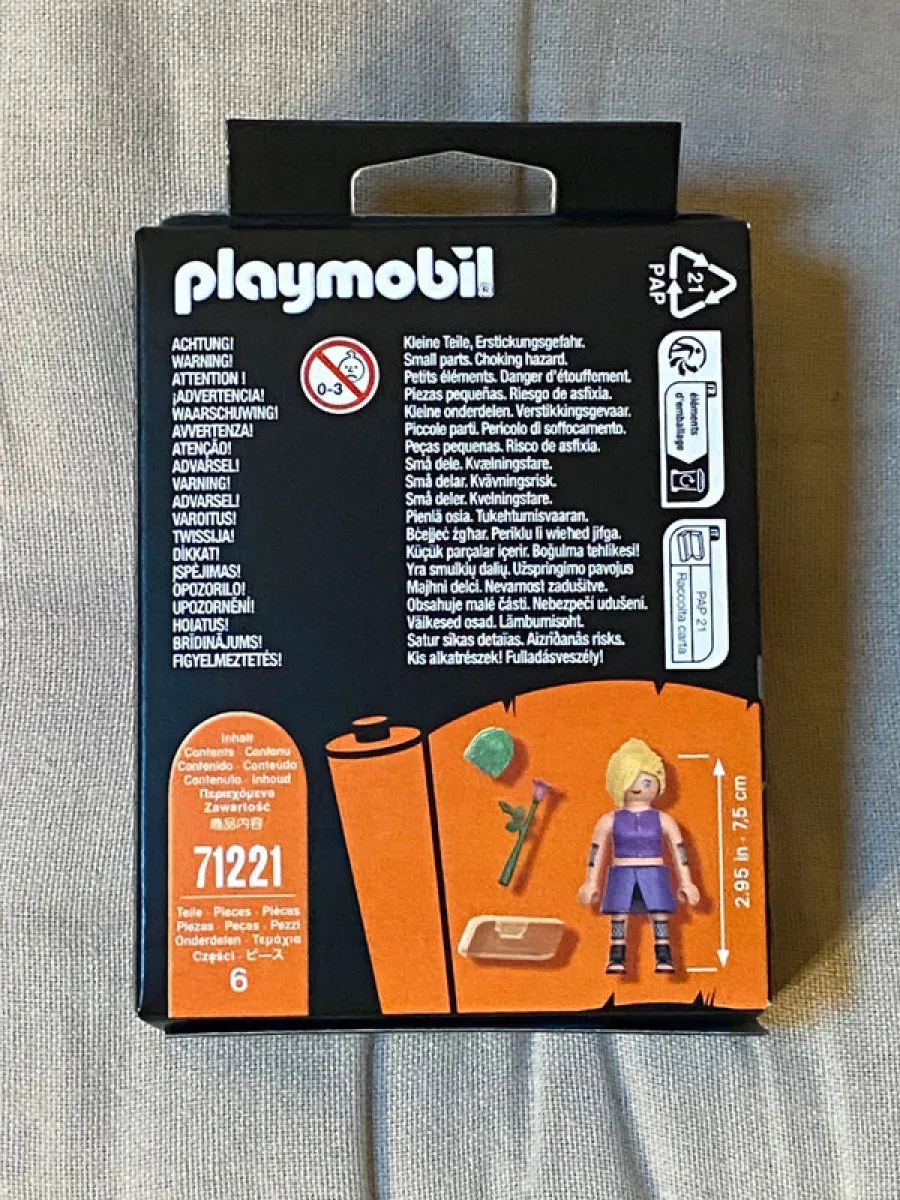 playmobil®
21
PAP
ACHTUNG!
WARNING!
ATTENTION !
¡ADVERTENCIA!
WAARSCHUWING!
AVVERTENZA!
ATENÇÃO!
ADVARSEL!
VARNING!
ADVARSEL!
VAROITUS!
TWISSIJA!
DİKKAT!
ĮSPĖJIMAS!
OPOZORILO!
UPOZORNĚNÍ!
HOIATUS!
BRĪDINĀJUMS!
FIGYELMEZTETÉS!
0-3
Kleine Teile, Erstickungsgefahr.
Small parts. Choking hazard.
Petits éléments. Danger d'étouffement.
Piezas pequeñas. Riesgo de asfixia.
Kleine onderdelen. Verstikkingsgevaar.
Piccole parti. Pericolo di soffocamento.
Peças pequenas. Risco de asfixia.
Små dele. Kvælningsfare.
Små delar. Kvävningsrisk.
Små deler. Kvelningsfare.
Pieniä osia. Tukehtumisvaaran.
Bċejjeċ żgħar. Periklu li wieħed jifga.
Küçük parçalar içerir. Boğulma tehlikesi!
Yra smulkių dalių. Užspringimo pavojus
Majhni delci. Nevarnost zadušitve.
Obsahuje malé části. Nebezpečí udušení.
Väikesed osad. Lämbumisoht.
Satur sīkas detaļas. Aizrīšanās risks.
Kis alkatrészek! Fulladásveszély!
FR
éléments
d'emballage
IT
PAP 21
Raccolta carta
Inhalt
Contents · Contenu
Contenido · Conteúdo
Contenuto · Inhoud
Περιεχόμενο
Zawartość
商品内容
71221
Teile · Pieces · Pièces
Piezas · Peças · Pezzi
Onderdelen · Τεμάχια
Części · ピース
6
2.95 in · 7,5 cm